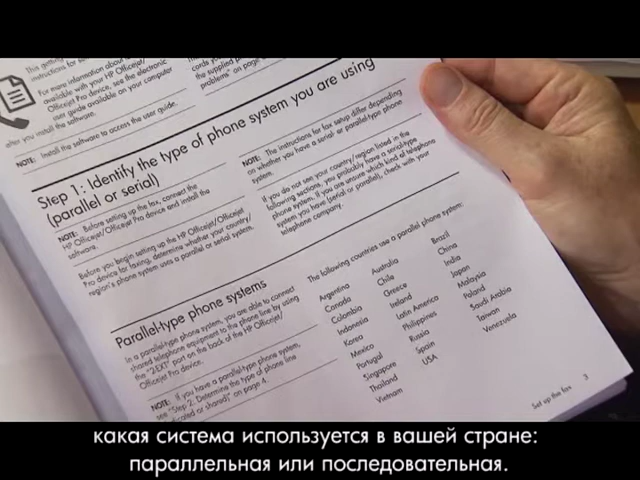 For more information about
available with your HP Officejet/
Officejet Pro device, see the electronic
user guide available on your computer
after you install the software.
NOTE: Install the software to access the user guide.
the supplied
problems" on page
Step 1: Identify the type of phone system you are using
(parallel or serial)
NOTE: Before setting up the fax, connect the
HP Officejet/Officejet Pro device and install the
software.
Before you begin setting up the HP Officejet/Officejet
Pro device for faxing, determine whether your country/
region's phone system uses a parallel or serial system.
NOTE: The instructions for fax setup differ depending
on whether you have a serial- or parallel-type phone
system.
If you do not see your country/region listed in the
following sections, you probably have a serial-type
phone system. If you are unsure which kind of telephone
system you have (serial or parallel), check with your
telephone company.
Parallel-type phone systems
In a parallel-type phone system, you are able to connect
shared telephone equipment to the phone line by using
the "2-EXT" port on the back of the HP Officejet/
Officejet Pro device.
NOTE: If you have a parallel-type phone system,
see "Step 2: Determine the type of phone line
(dedicated or shared)" on page 4.
The following countries use a parallel phone system:
Argentina
Canada
Colombia
Indonesia
Korea
Mexico
Portugal
Singapore
Thailand
Vietnam
Australia
Chile
Greece
Ireland
Latin America
Philippines
Russia
Spain
USA
Brazil
China
India
Japan
Malaysia
Poland
Saudi Arabia
Taiwan
Venezuela
Set up the fax 3
какая система используется в вашей стране:
параллельная или последовательная.